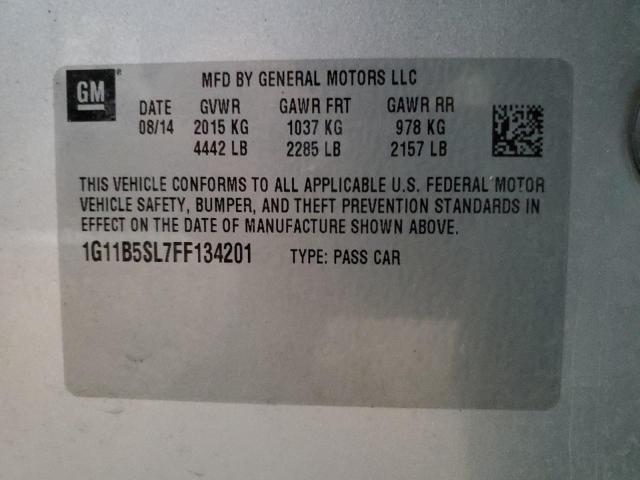 GM
MFD BY GENERAL MOTORS LLC
DATE GVWR GAWR FRT GAWR RR
08/14 2015 KG 1037 KG 978 KG
4442 LB 2285 LB 2157 LB
THIS VEHICLE CONFORMS TO ALL APPLICABLE U.S. FEDERAL MOTOR
VEHICLE SAFETY, BUMPER, AND THEFT PREVENTION STANDARDS IN
EFFECT ON THE DATE OF MANUFACTURE SHOWN ABOVE.
1G11B5SL7FF134201 TYPE: PASS CAR